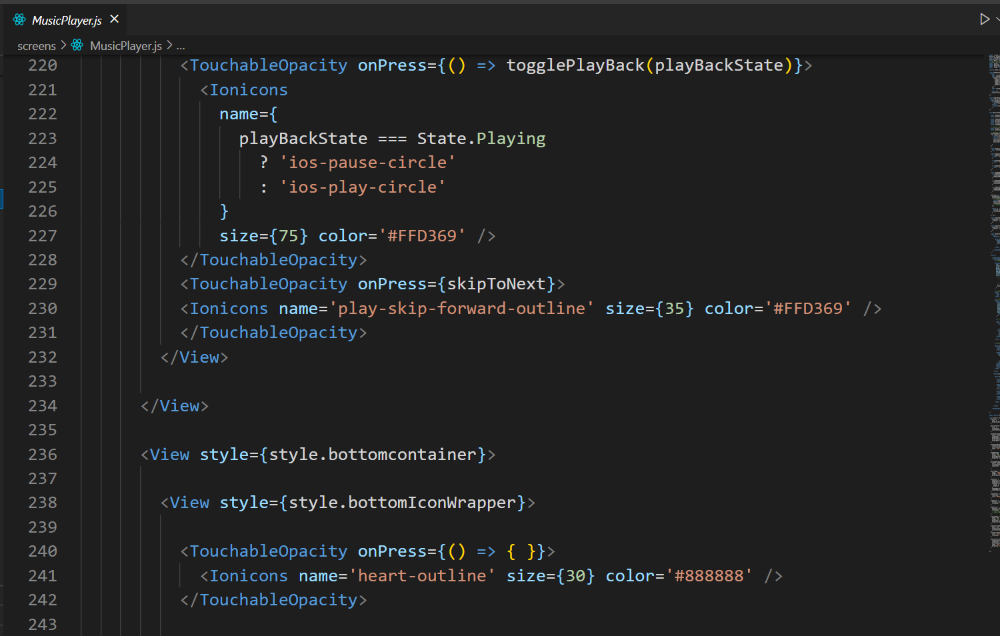 MusicPlayer.js
screens > MusicPlayer.js > ...
220 <TouchableOpacity onPress={() => togglePlayBack(playBackState)}>
221 <Ionicons
222 name={
223 playBackState === State.Playing
224 ? 'ios-pause-circle'
225 : 'ios-play-circle'
226 }
227 size={75} color='#FFD369' />
228 </TouchableOpacity>
229 <TouchableOpacity onPress={skipToNext}>
230 <Ionicons name='play-skip-forward-outline' size={35} color='#FFD369' />
231 </TouchableOpacity>
232 </View>
233
234 </View>
235
236 <View style={style.bottomcontainer}>
237
238 <View style={style.bottomIconWrapper}>
239
240 <TouchableOpacity onPress={() => { }}>
241 <Ionicons name='heart-outline' size={30} color='#888888' />
242 </TouchableOpacity>
243